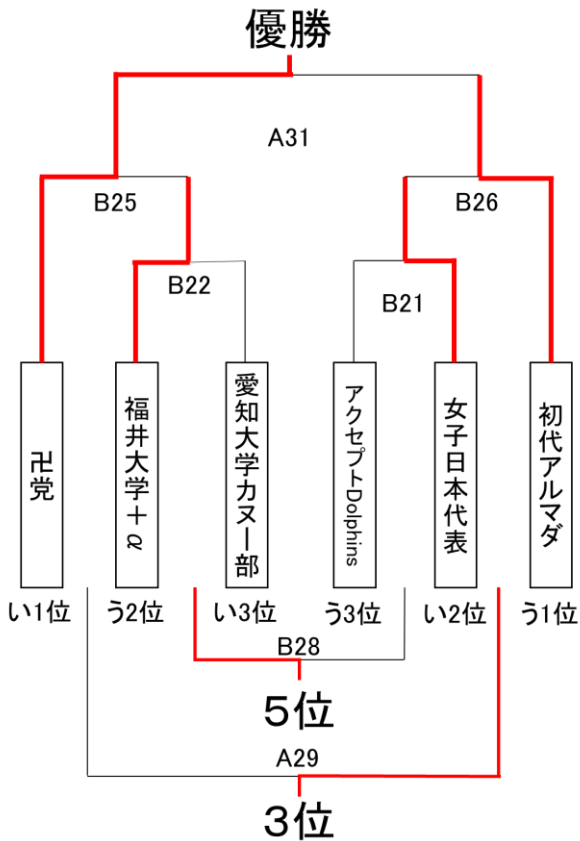 優勝
A31
B25
B26
B22
B21
卍党
福井大学＋α
愛知大学カヌー部
アクセプトDolphins
女子日本代表
初代アルマダ
い1位
う2位
い3位
う3位
い2位
う1位
B28
５位
A29
３位